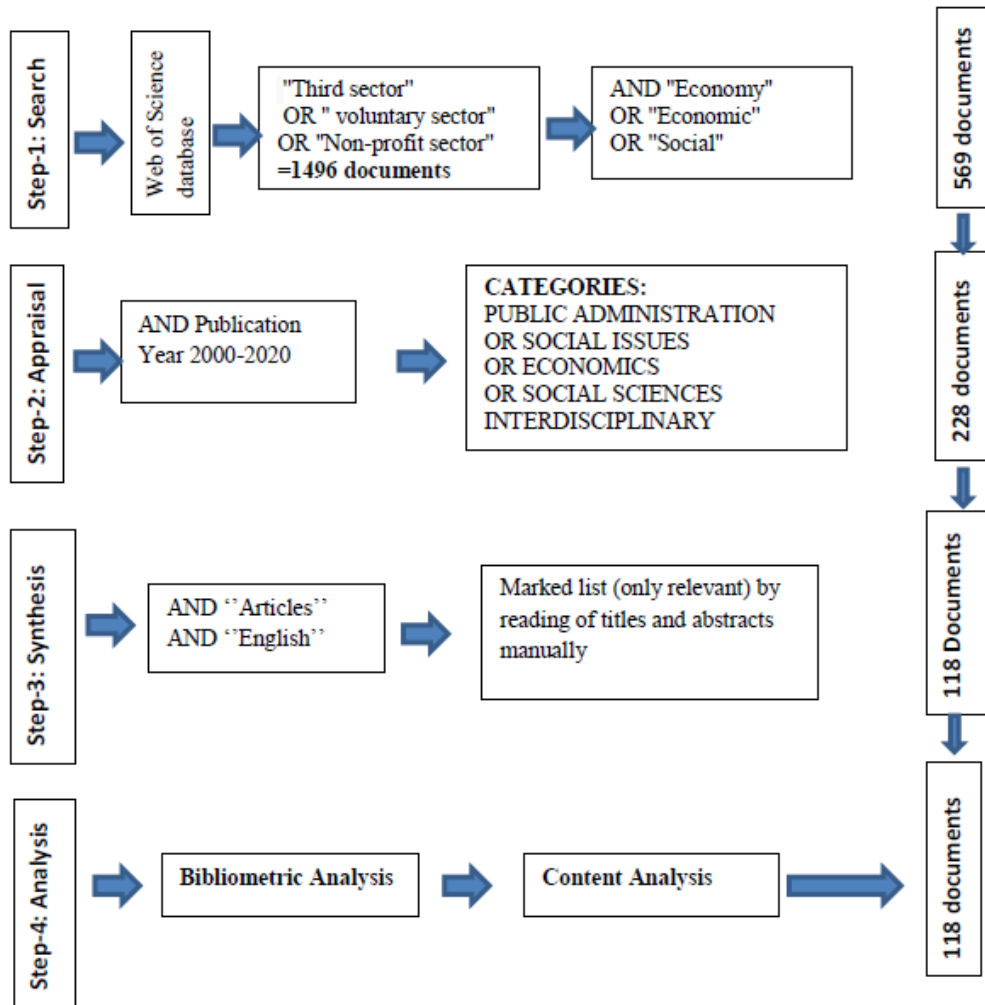 Step-1: Search
Web of Science
database
"Third sector"
OR " voluntary sector"
OR "Non-profit sector"
=1496 documents
AND "Economy"
OR "Economic"
OR "Social"
569 documents
Step-2: Appraisal
AND Publication
Year 2000-2020
CATEGORIES:
PUBLIC ADMINISTRATION
OR SOCIAL ISSUES
OR ECONOMICS
OR SOCIAL SCIENCES
INTERDISCIPLINARY
228 documents
Step-3: Synthesis
AND ‘’Articles’’
AND ‘’English’’
Marked list (only relevant) by
reading of titles and abstracts
manually
118 Documents
Step-4: Analysis
Bibliometric Analysis
Content Analysis
118 documents